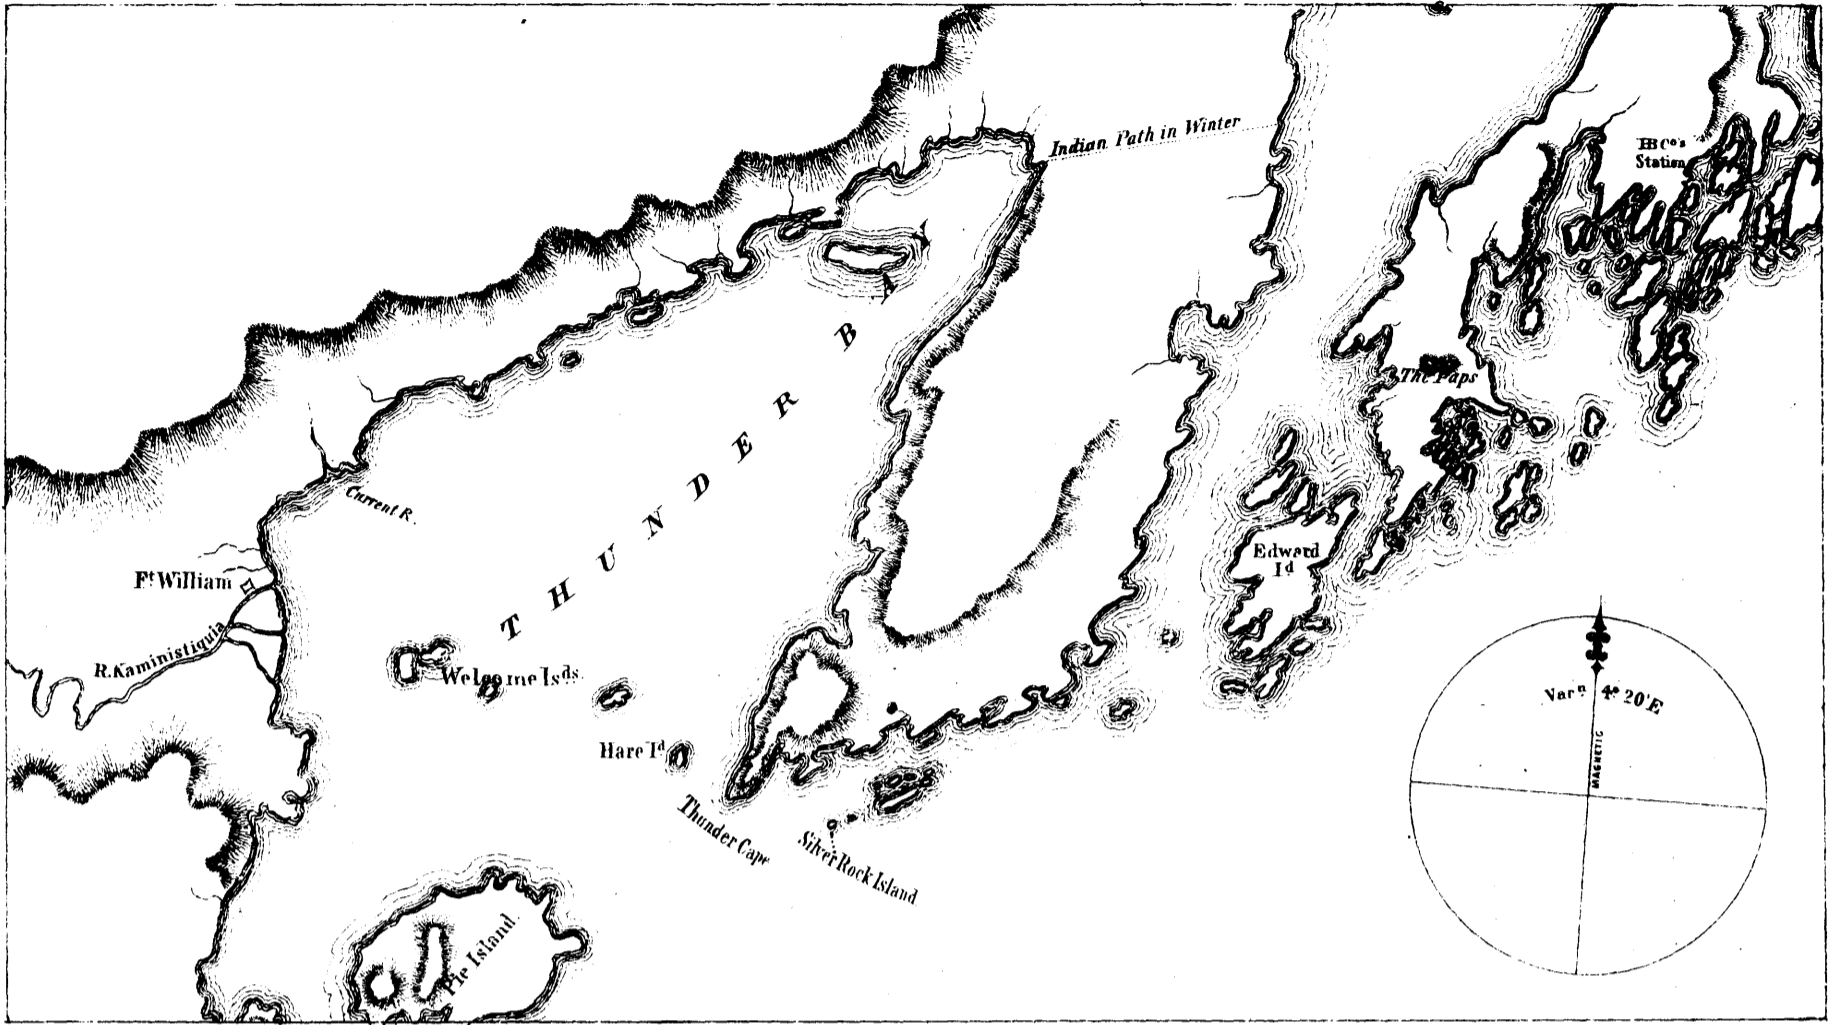 Indian Path in Winter
HBCo's
Station
THUNDER BAY
The Paps
Current R.
Edward
Id
Ft William
R. Kaministiquia
Welcome Isds
Hare Id
Thunder Cape
Silver Rock Island
Pie Island
Varn. 4° 20' E
MAGNETIC